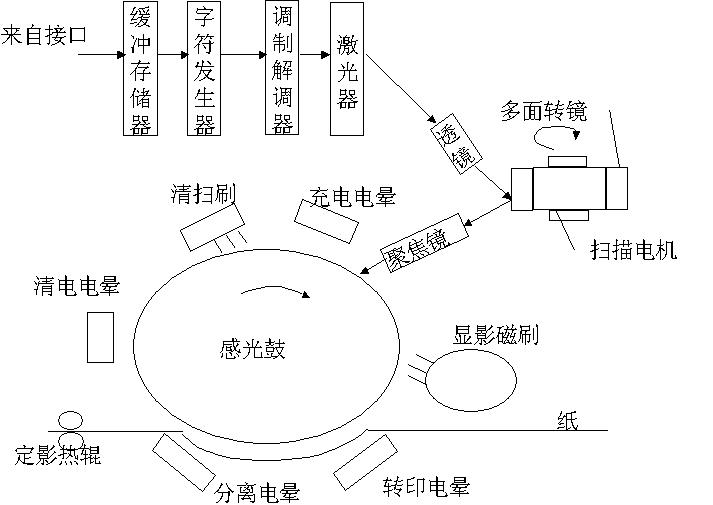 来自接口
缓冲存储器
字符发生器
调制解调器
激光器
透镜
多面转镜
扫描电机
清扫刷
充电电晕
聚焦镜
清电电晕
感光鼓
显影磁刷
纸
定影热辊
分离电晕
转印电晕